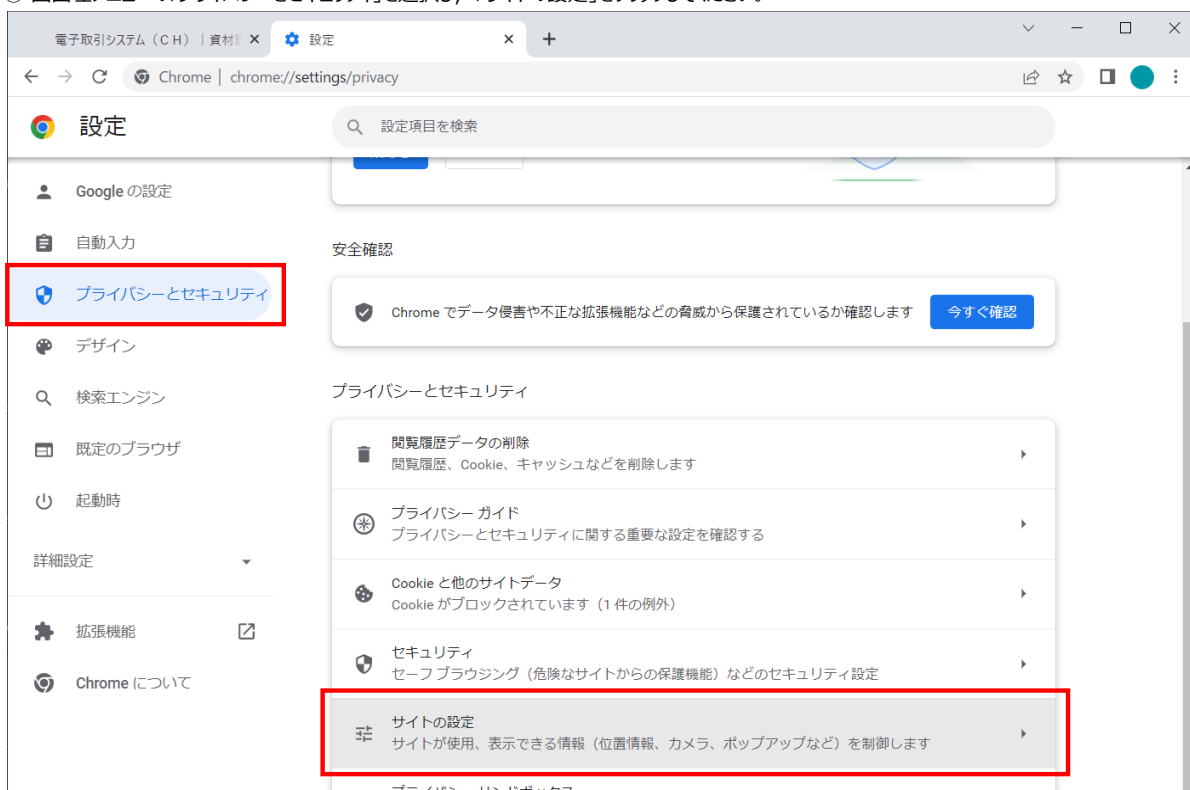 電子取引システム（ＣＨ）｜資材
設定
Chrome | chrome://settings/privacy
設定
設定項目を検索
Google の設定
自動入力
プライバシーとセキュリティ
デザイン
検索エンジン
既定のブラウザ
起動時
詳細設定
拡張機能
Chrome について
安全確認
Chrome でデータ侵害や不正な拡張機能などの脅威から保護されているか確認します
今すぐ確認
プライバシーとセキュリティ
閲覧履歴データの削除
閲覧履歴、Cookie、キャッシュなどを削除します
プライバシー ガイド
プライバシーとセキュリティに関する重要な設定を確認する
Cookie と他のサイトデータ
Cookie がブロックされています（1 件の例外）
セキュリティ
セーフ ブラウジング（危険なサイトからの保護機能）などのセキュリティ設定
サイトの設定
サイトが使用、表示できる情報（位置情報、カメラ、ポップアップなど）を制御します